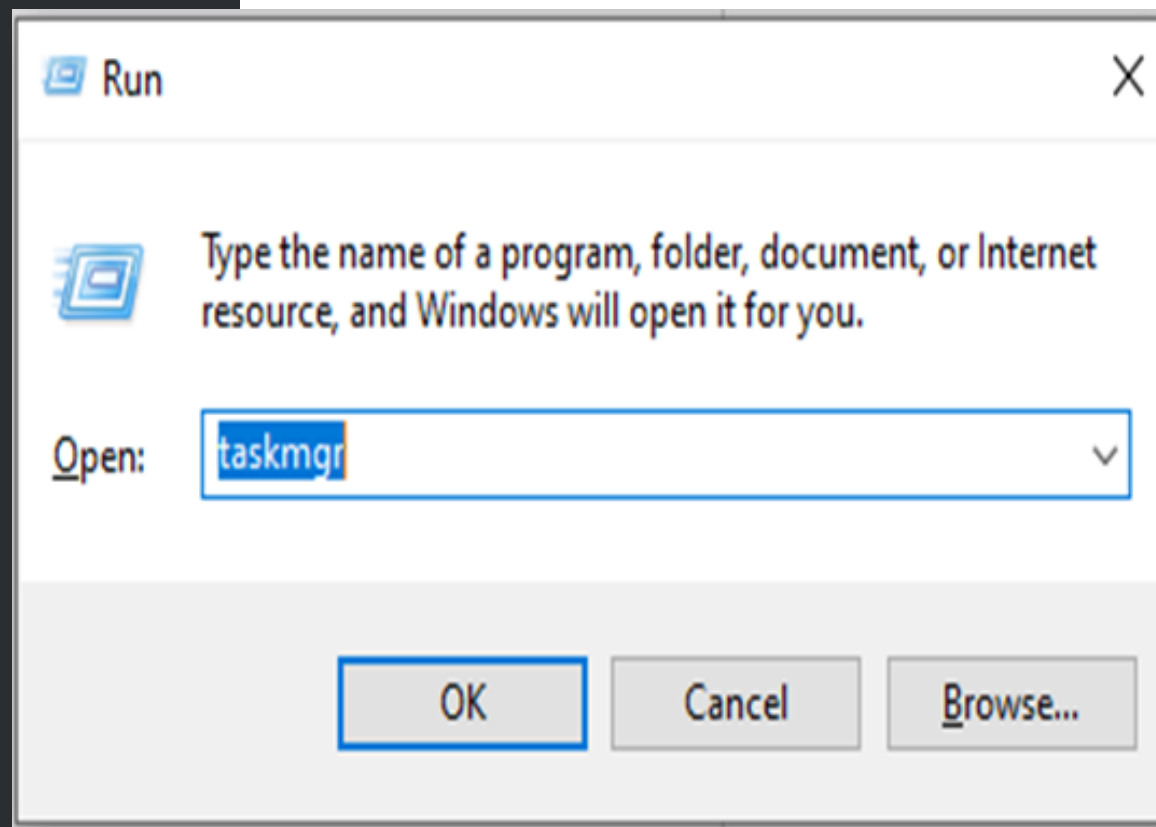 Run
Type the name of a program, folder, document, or Internet
resource, and Windows will open it for you.
Open: taskmgr
OK Cancel Browse...